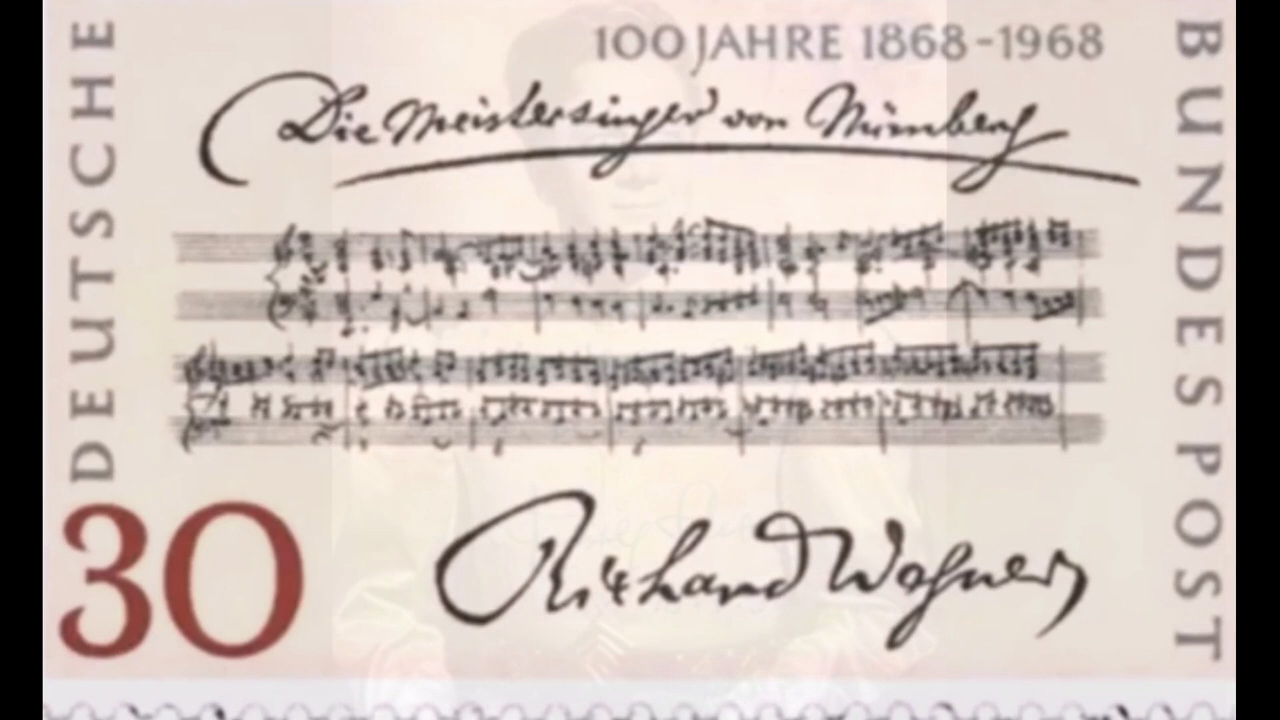 100 JAHRE 1868-1968
Die Meistersinger von Nürnberg
DEUTSCHE
BUNDESPOST
30
Richard Wagner